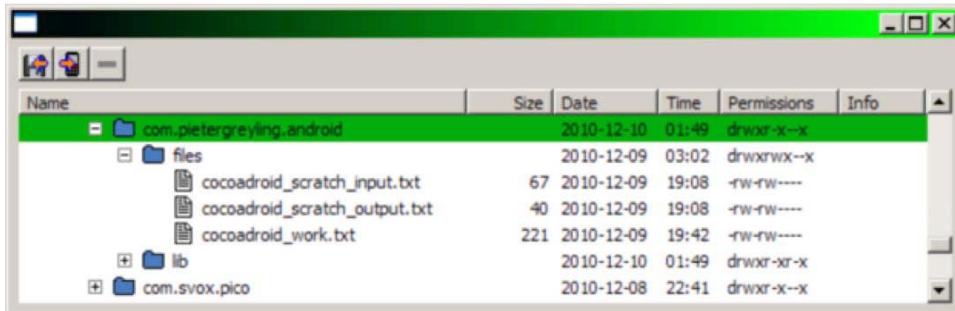 Name Size Date Time Permissions Info
com.pietergreyling.android 2010-12-10 01:49 drwxr-x--x
files 2010-12-09 03:02 drwxrwx--x
cocoadroid_scratch_input.txt 67 2010-12-09 19:08 -rw-rw----
cocoadroid_scratch_output.txt 40 2010-12-09 19:08 -rw-rw----
cocoadroid_work.txt 221 2010-12-09 19:42 -rw-rw----
lib 2010-12-10 01:49 drwxr-xr-x
com.svox.pico 2010-12-08 22:41 drwxr-x--x